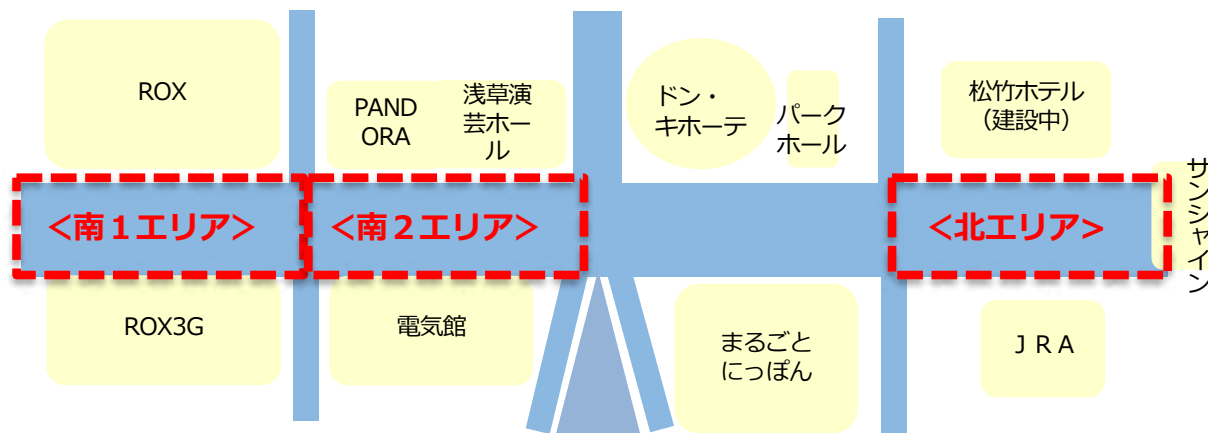 ROX
PAND
ORA
浅草演
芸ホー
ル
ドン・
キホーテ
パーク
ホール
松竹ホテル
（建設中）
サンシャイン
<南１エリア>
<南２エリア>
<北エリア>
ROX3G
電気館
まるごと
にっぽん
ＪＲＡ